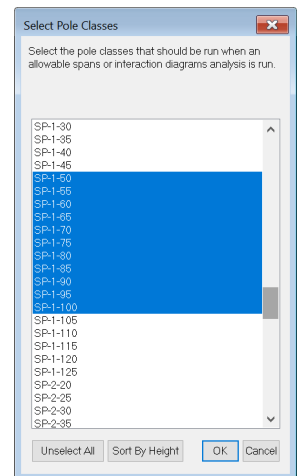 Select Pole Classes
Select the pole classes that should be run when an
allowable spans or interaction diagrams analysis is run.
SP-1-30
SP-1-35
SP-1-40
SP-1-45
SP-1-50
SP-1-55
SP-1-60
SP-1-65
SP-1-70
SP-1-75
SP-1-80
SP-1-85
SP-1-90
SP-1-95
SP-1-100
SP-1-105
SP-1-110
SP-1-115
SP-1-120
SP-1-125
SP-2-20
SP-2-25
SP-2-30
SP-2-35
Unselect All Sort By Height OK Cancel